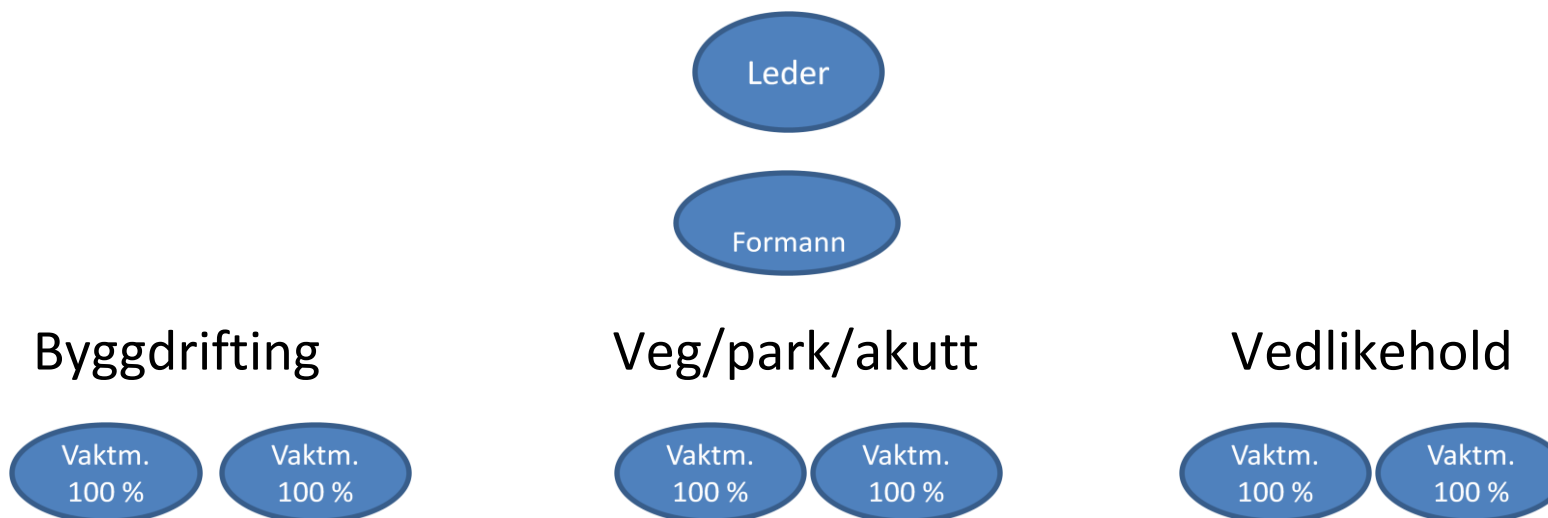 Leder
Formann
Byggdrifting
Veg/park/akutt
Vedlikehold
Vaktm.
100 %
Vaktm.
100 %
Vaktm.
100 %
Vaktm.
100 %
Vaktm.
100 %
Vaktm.
100 %